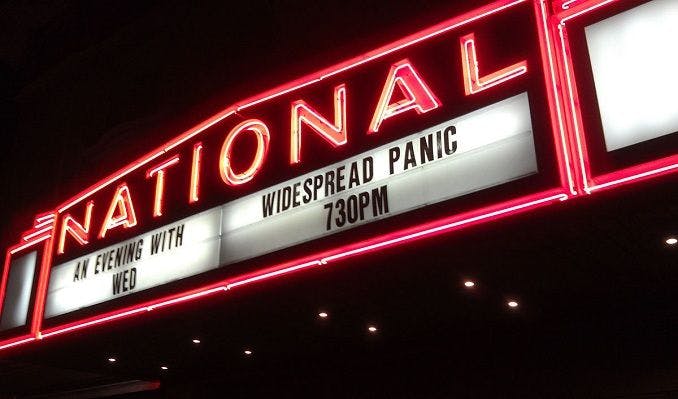 NATIONAL
AN EVENING WITH
WED
WIDESPREAD PANIC
730PM